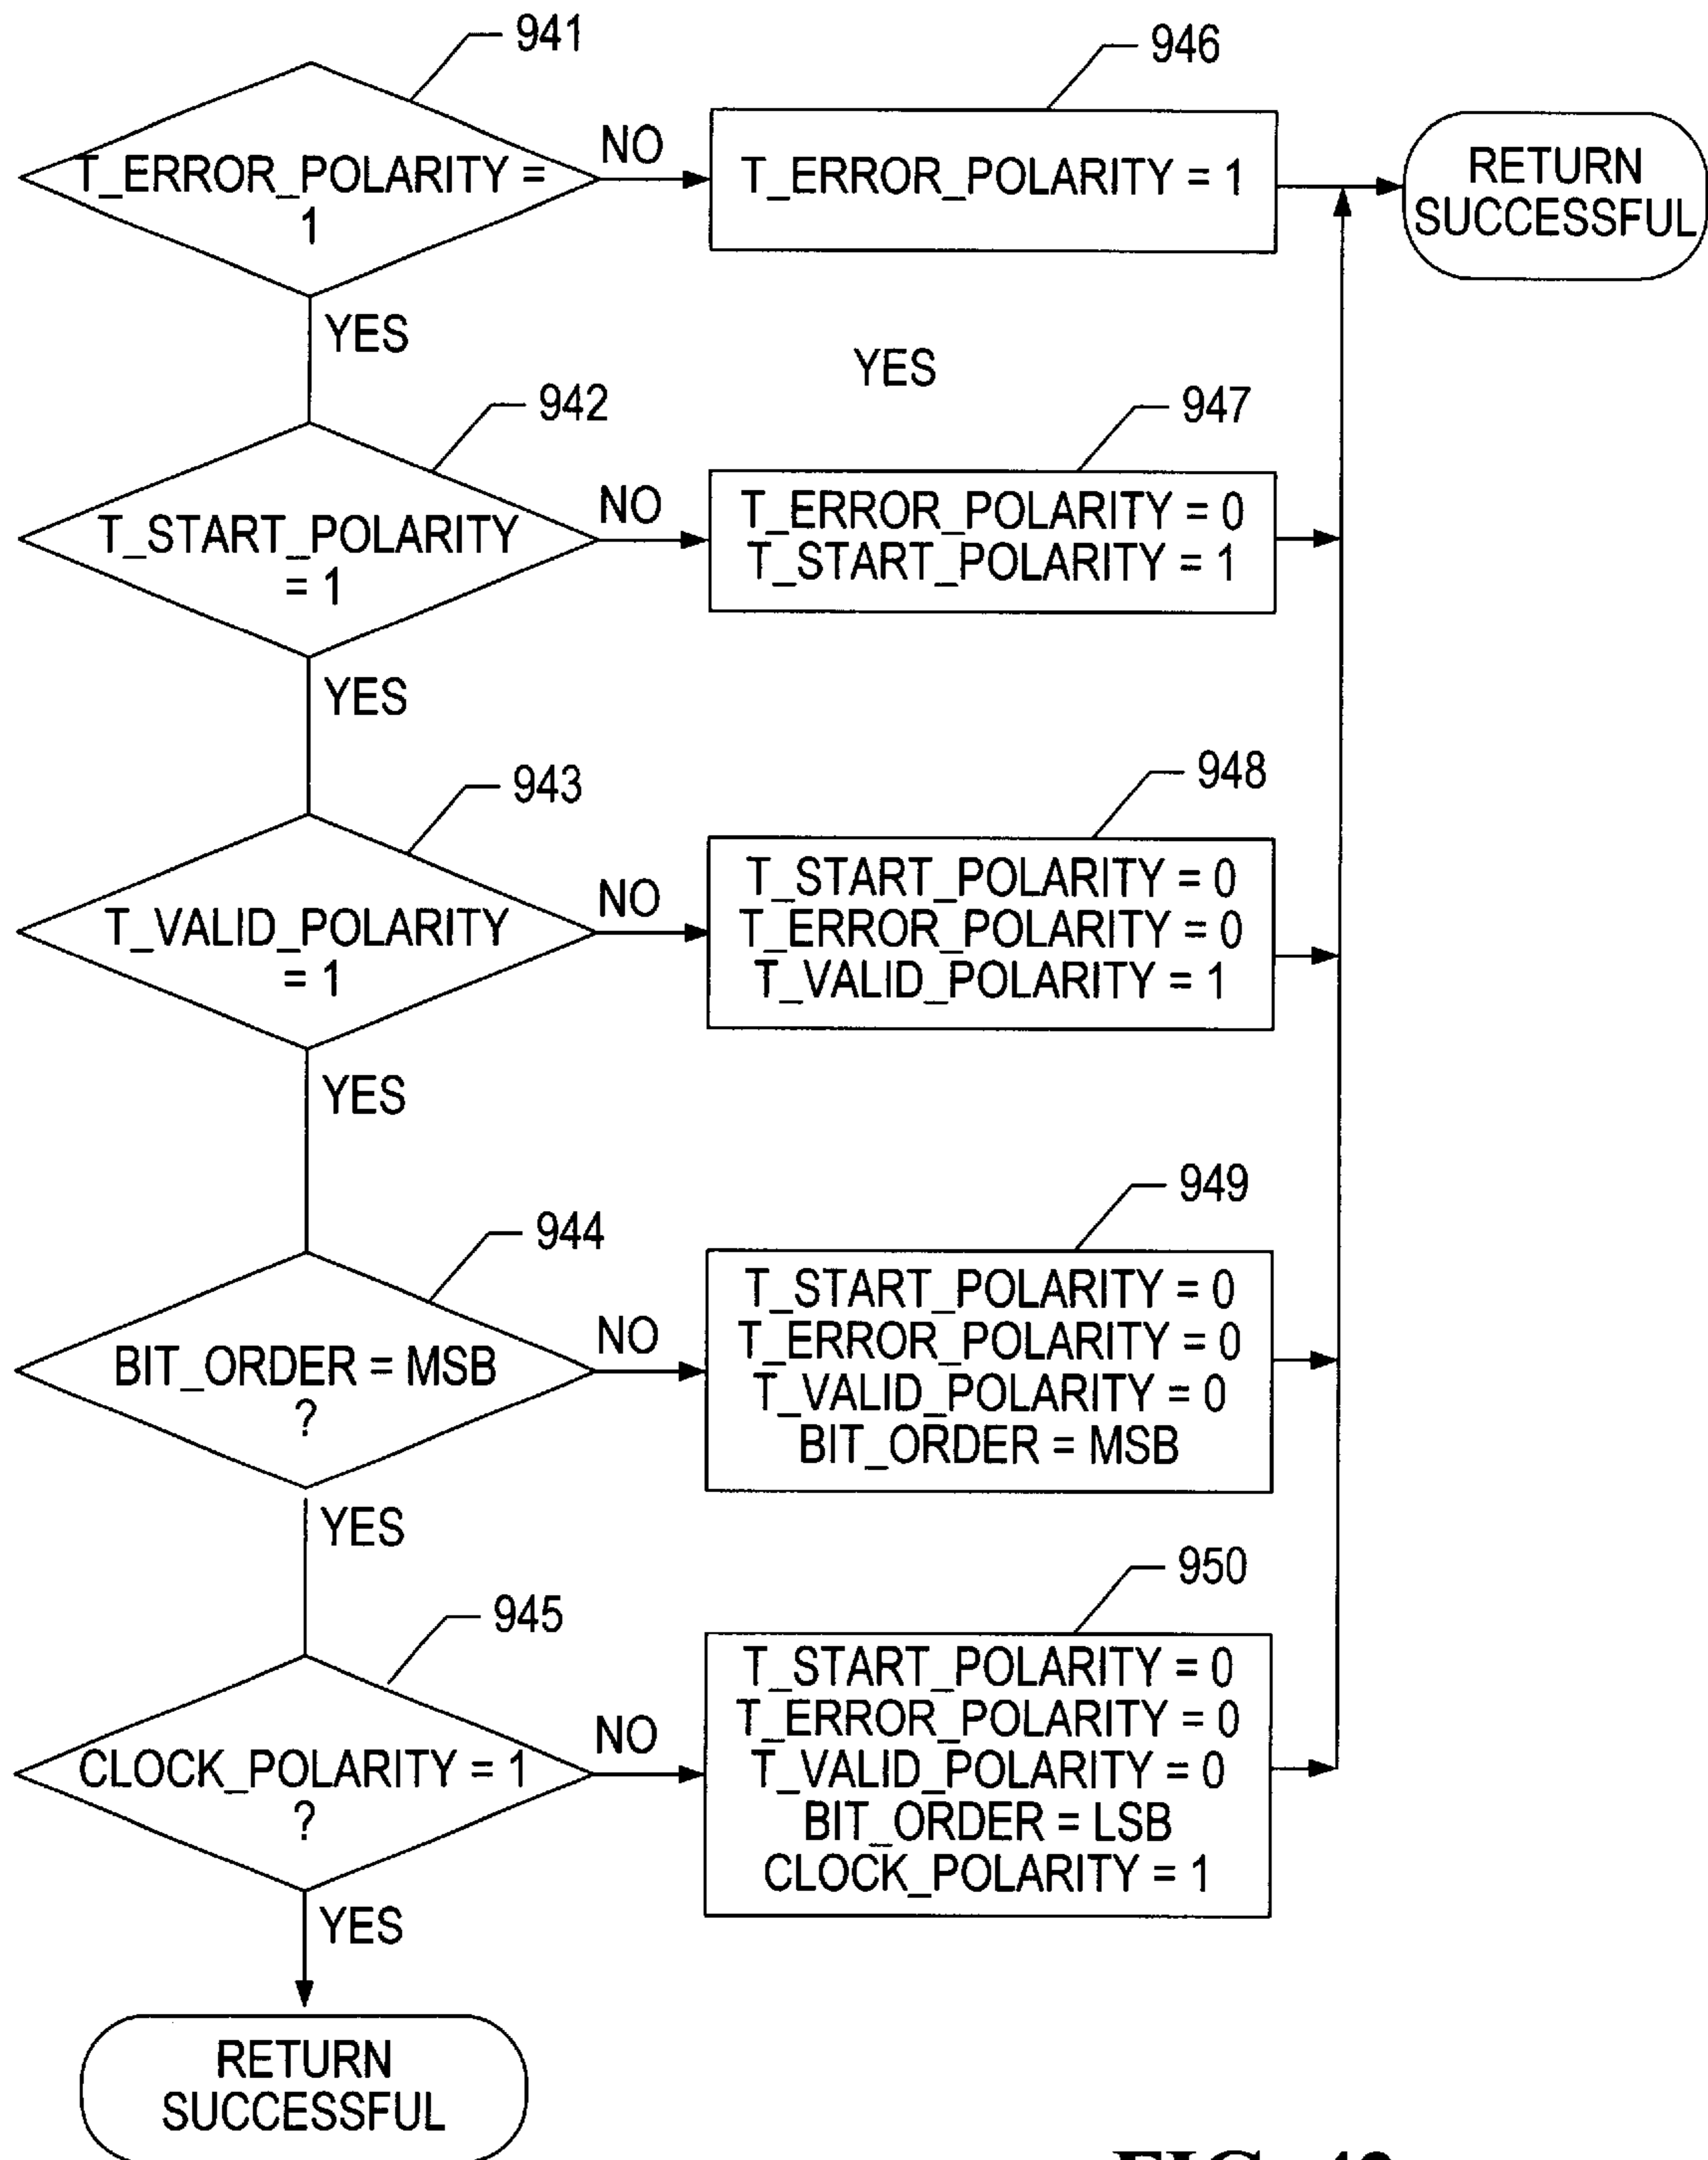 941
T_ERROR_POLARITY =
1
NO
946
T_ERROR_POLARITY = 1
RETURN
SUCCESSFUL
YES
YES
942
T_START_POLARITY
= 1
NO
947
T_ERROR_POLARITY = 0
T_START_POLARITY = 1
YES
943
T_VALID_POLARITY
= 1
NO
948
T_START_POLARITY = 0
T_ERROR_POLARITY = 0
T_VALID_POLARITY = 1
YES
944
BIT_ORDER = MSB
?
NO
949
T_START_POLARITY = 0
T_ERROR_POLARITY = 0
T_VALID_POLARITY = 0
BIT_ORDER = MSB
YES
945
CLOCK_POLARITY = 1
?
NO
950
T_START_POLARITY = 0
T_ERROR_POLARITY = 0
T_VALID_POLARITY = 0
BIT_ORDER = LSB
CLOCK_POLARITY = 1
YES
RETURN
SUCCESSFUL